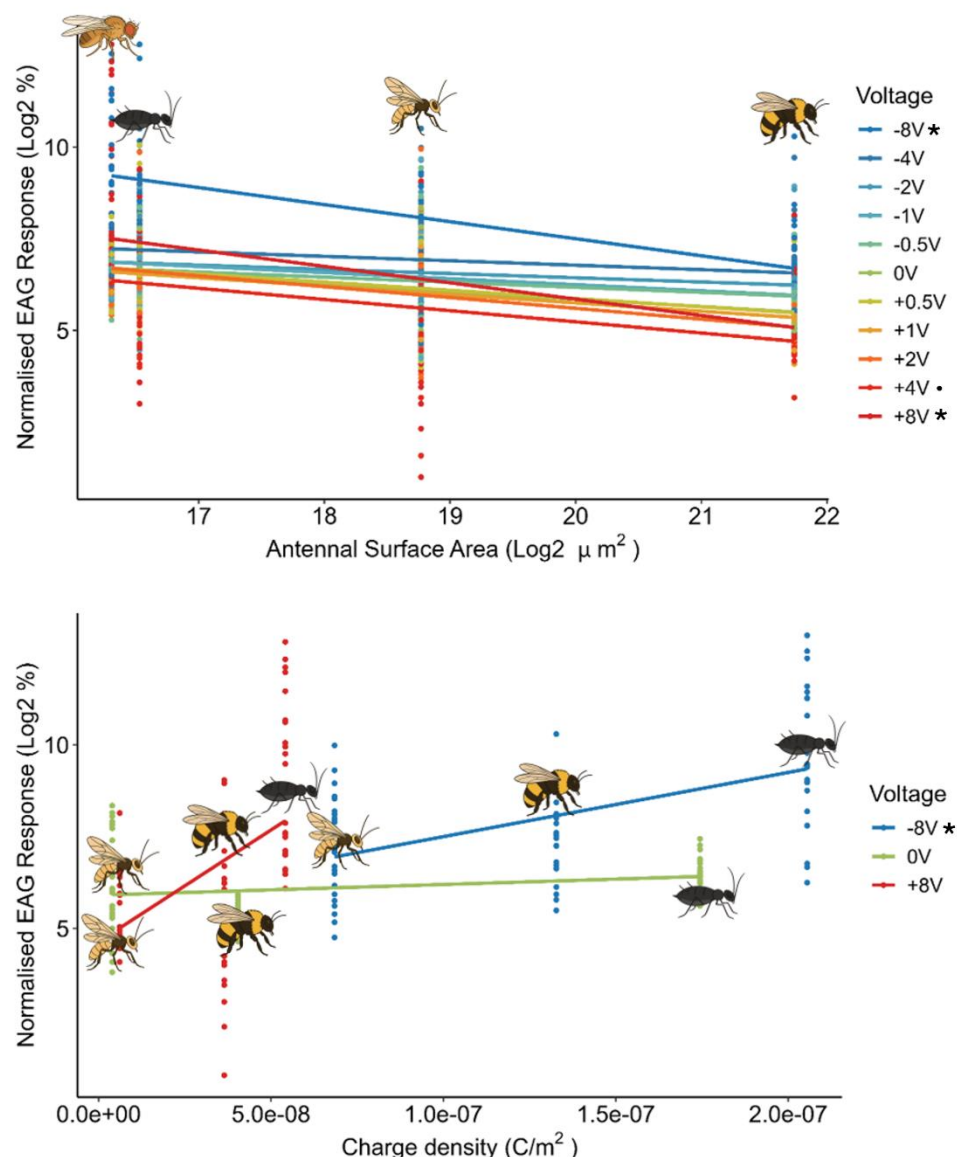 Normalised EAG Response (Log2 %)
10
5
17 18 19 20 21 22
Antennal Surface Area (Log2 μm²)
Voltage
-8V *
-4V
-2V
-1V
-0.5V
0V
+0.5V
+1V
+2V
+4V •
+8V *
Normalised EAG Response (Log2 %)
10
5
0.0e+00 5.0e-08 1.0e-07 1.5e-07 2.0e-07
Charge density (C/m²)
Voltage
-8V *
0V
+8V